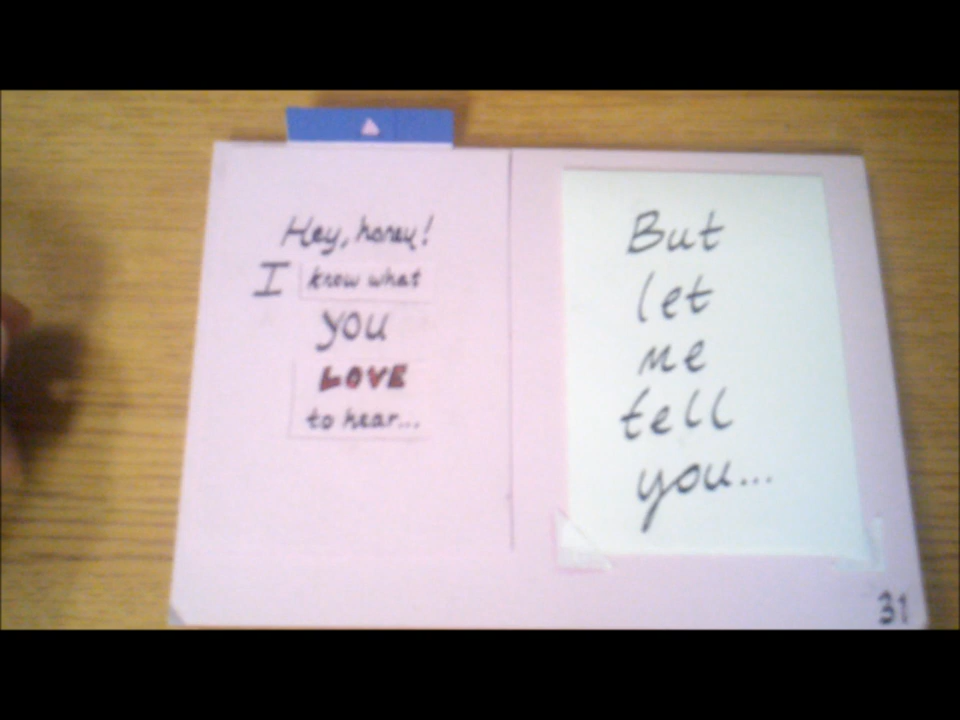 Hey, honey!
I know what
you
LOVE
to hear...
But
let
me
tell
you...
31